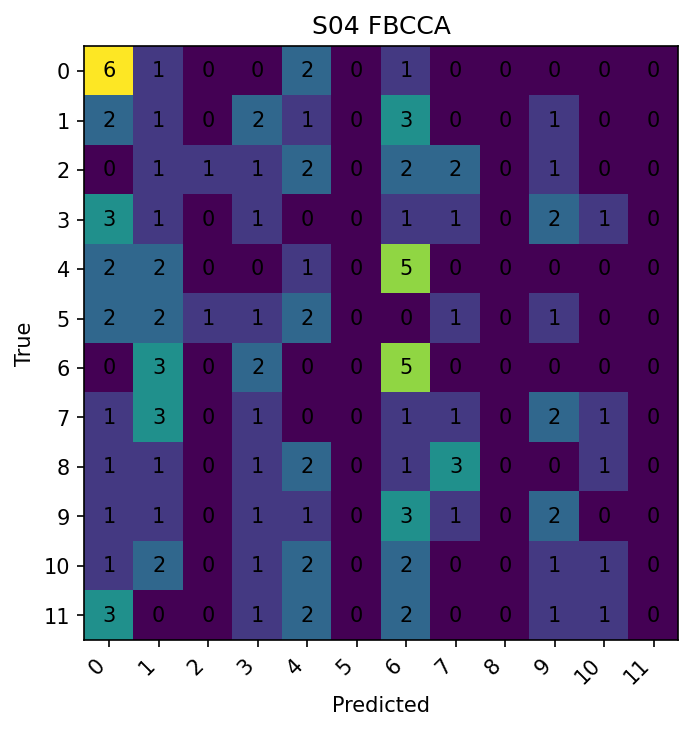 S04 FBCCA
0 6 1 0 0 2 0 1 0 0 0 0 0
1 2 1 0 2 1 0 3 0 0 1 0 0
2 0 1 1 1 2 0 2 2 0 1 0 0
3 3 1 0 1 0 0 1 1 0 2 1 0
4 2 2 0 0 1 0 5 0 0 0 0 0
5 2 2 1 1 2 0 0 1 0 1 0 0
6 0 3 0 2 0 0 5 0 0 0 0 0
7 1 3 0 1 0 0 1 1 0 2 1 0
8 1 1 0 1 2 0 1 3 0 0 1 0
9 1 1 0 1 1 0 3 1 0 2 0 0
10 1 2 0 1 2 0 2 0 0 1 1 0
11 3 0 0 1 2 0 2 0 0 1 1 0
True
0 1 2 3 4 5 6 7 8 9 10 11
Predicted